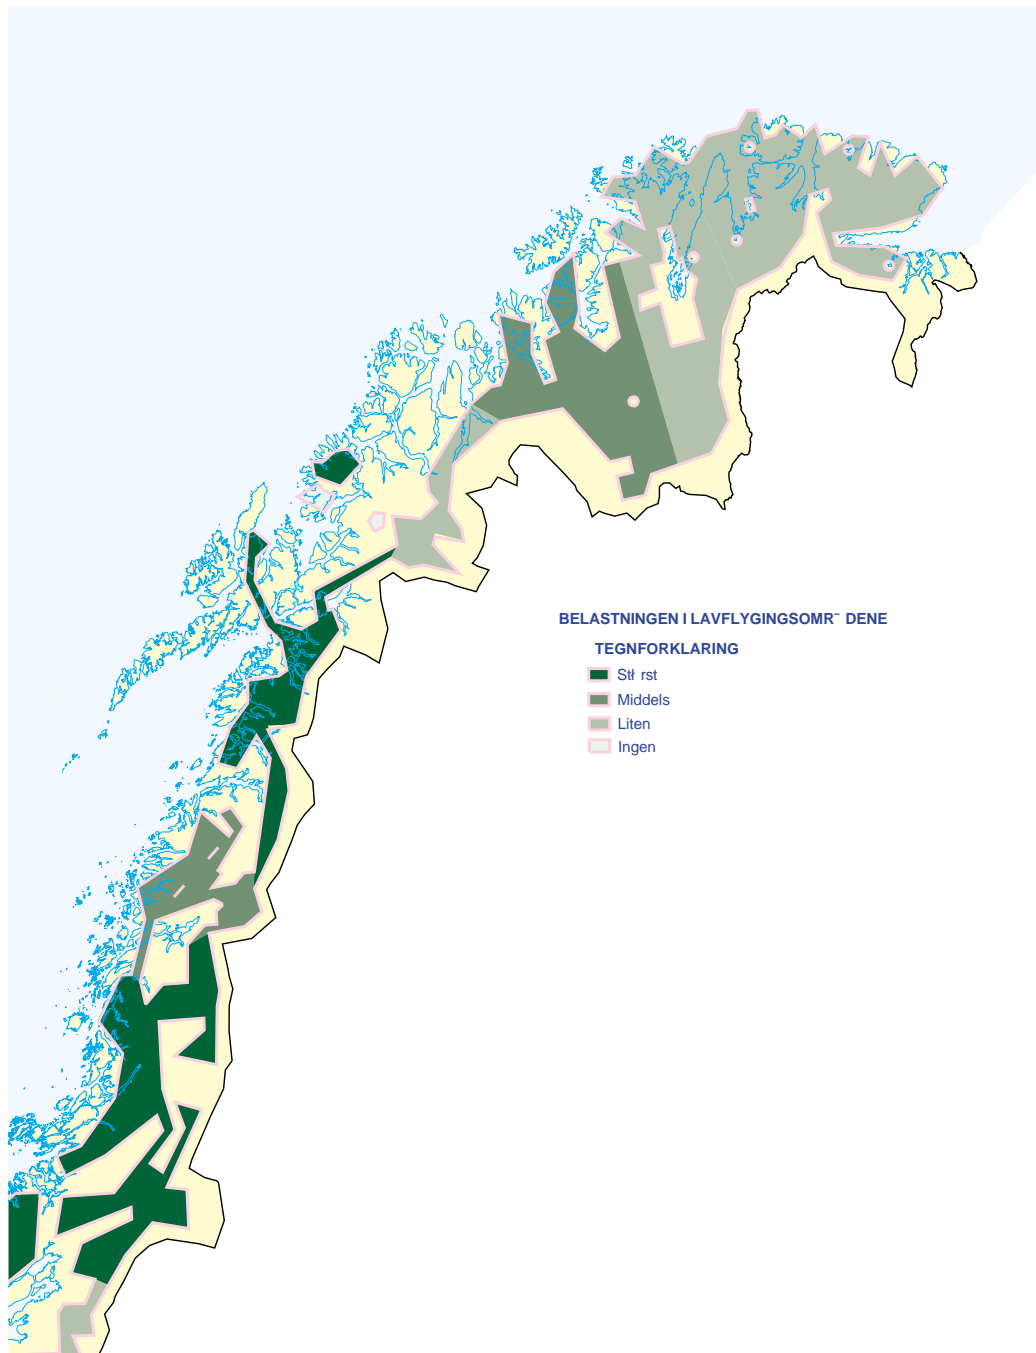 BELASTNINGEN I LAVFLYGINGSOMR¯ DENE
TEGNFORKLARING
Stł rst
Middels
Liten
Ingen